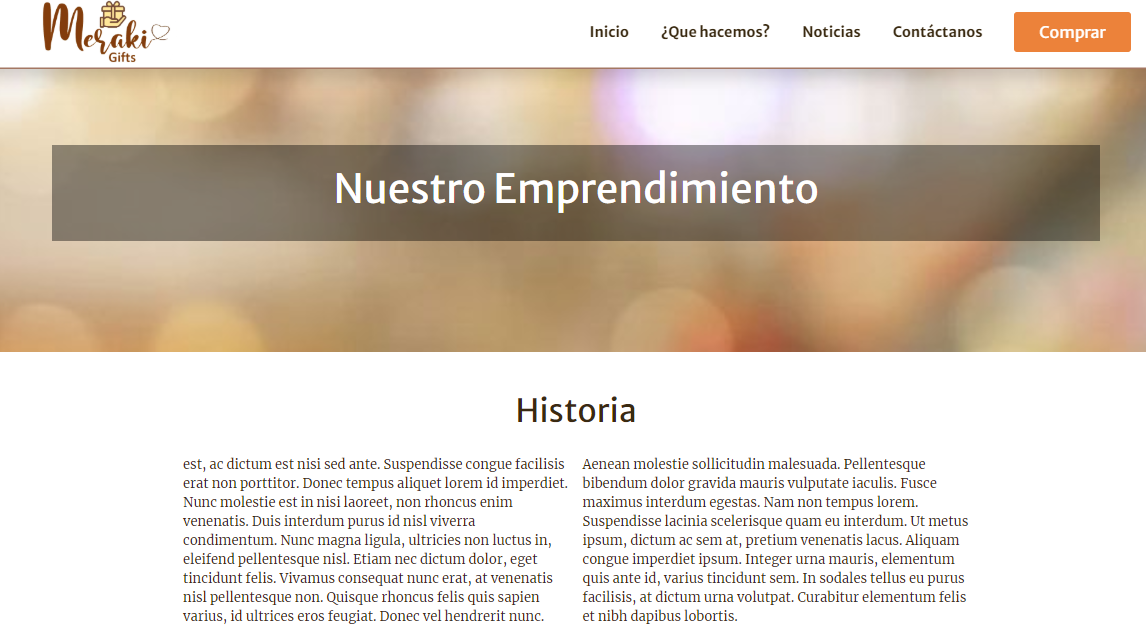 Meraki
Gifts
Inicio
¿Que hacemos?
Noticias
Contáctanos
Comprar
Nuestro Emprendimiento
Historia
est, ac dictum est nisi sed ante. Suspendisse congue facilisis
erat non porttitor. Donec tempus aliquet lorem id imperdiet.
Nunc molestie est in nisi laoreet, non rhoncus enim
venenatis. Duis interdum purus id nisl viverra
condimentum. Nunc magna ligula, ultricies non luctus in,
eleifend pellentesque nisl. Etiam nec dictum dolor, eget
tincidunt felis. Vivamus consequat nunc erat, at venenatis
nisl pellentesque non. Quisque rhoncus felis quis sapien
varius, id ultrices eros feugiat. Donec vel hendrerit nunc.
Aenean molestie sollicitudin malesuada. Pellentesque
bibendum dolor gravida mauris vulputate iaculis. Fusce
maximus interdum egestas. Nam non tempus lorem.
Suspendisse lacinia scelerisque quam eu interdum. Ut metus
ipsum, dictum ac sem at, pretium venenatis lacus. Aliquam
congue imperdiet ipsum. Integer urna mauris, elementum
quis ante id, varius tincidunt sem. In sodales tellus eu purus
facilisis, at dictum urna volutpat. Curabitur elementum felis
et nibh dapibus lobortis.